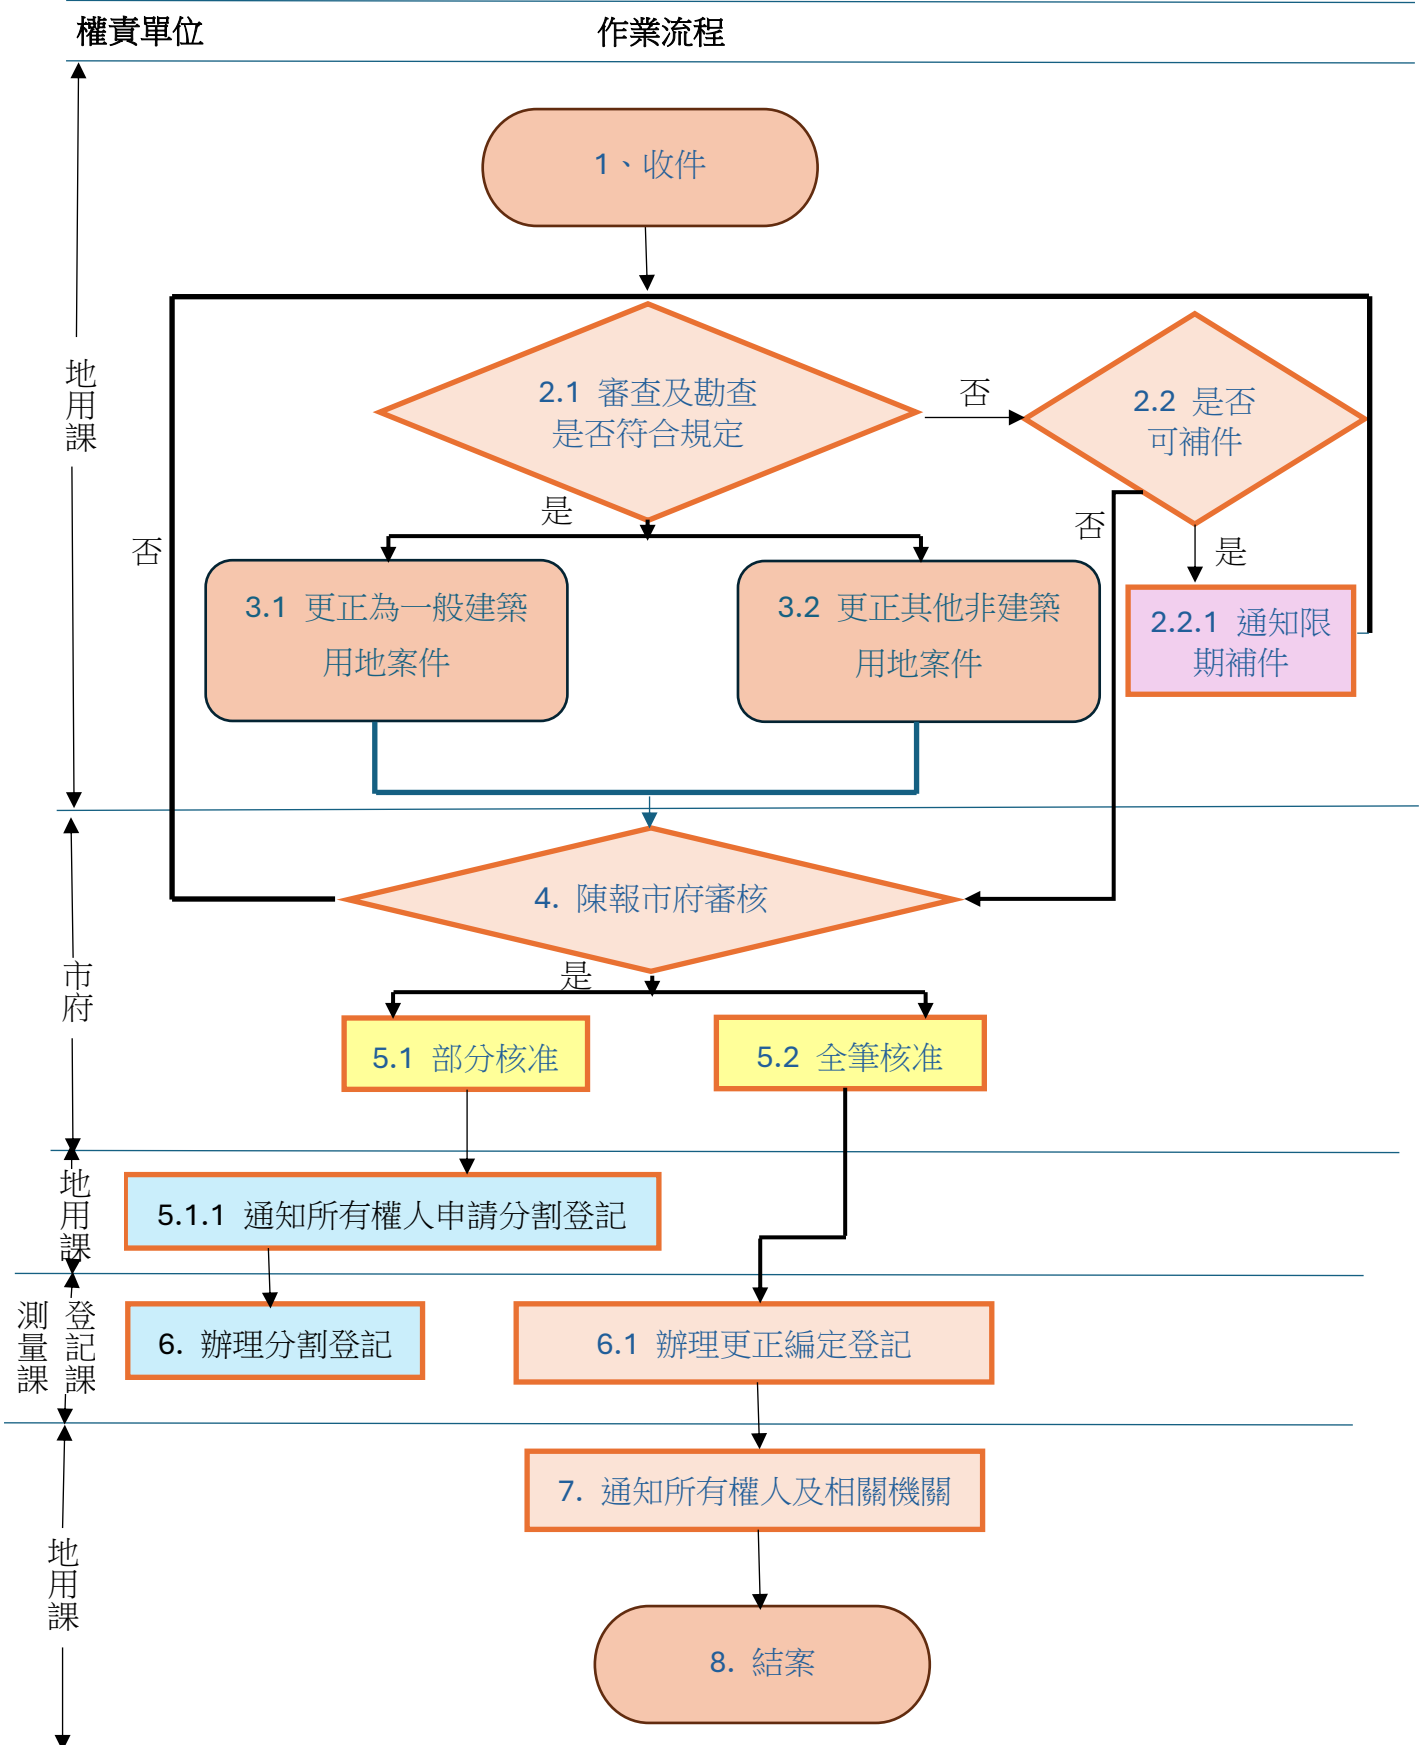 權責單位
作業流程
1、收件
地用課
2.1 審查及勘查
是否符合規定
否
2.2 是否
可補件
是
否
是
否
3.1 更正為一般建築
用地案件
3.2 更正其他非建築
用地案件
2.2.1 通知限
期補件
市府
4. 陳報市府審核
是
5.1 部分核准
5.2 全筆核准
地用課
5.1.1 通知所有權人申請分割登記
測量課
登記課
6. 辦理分割登記
6.1 辦理更正編定登記
地用課
7. 通知所有權人及相關機關
8. 結案